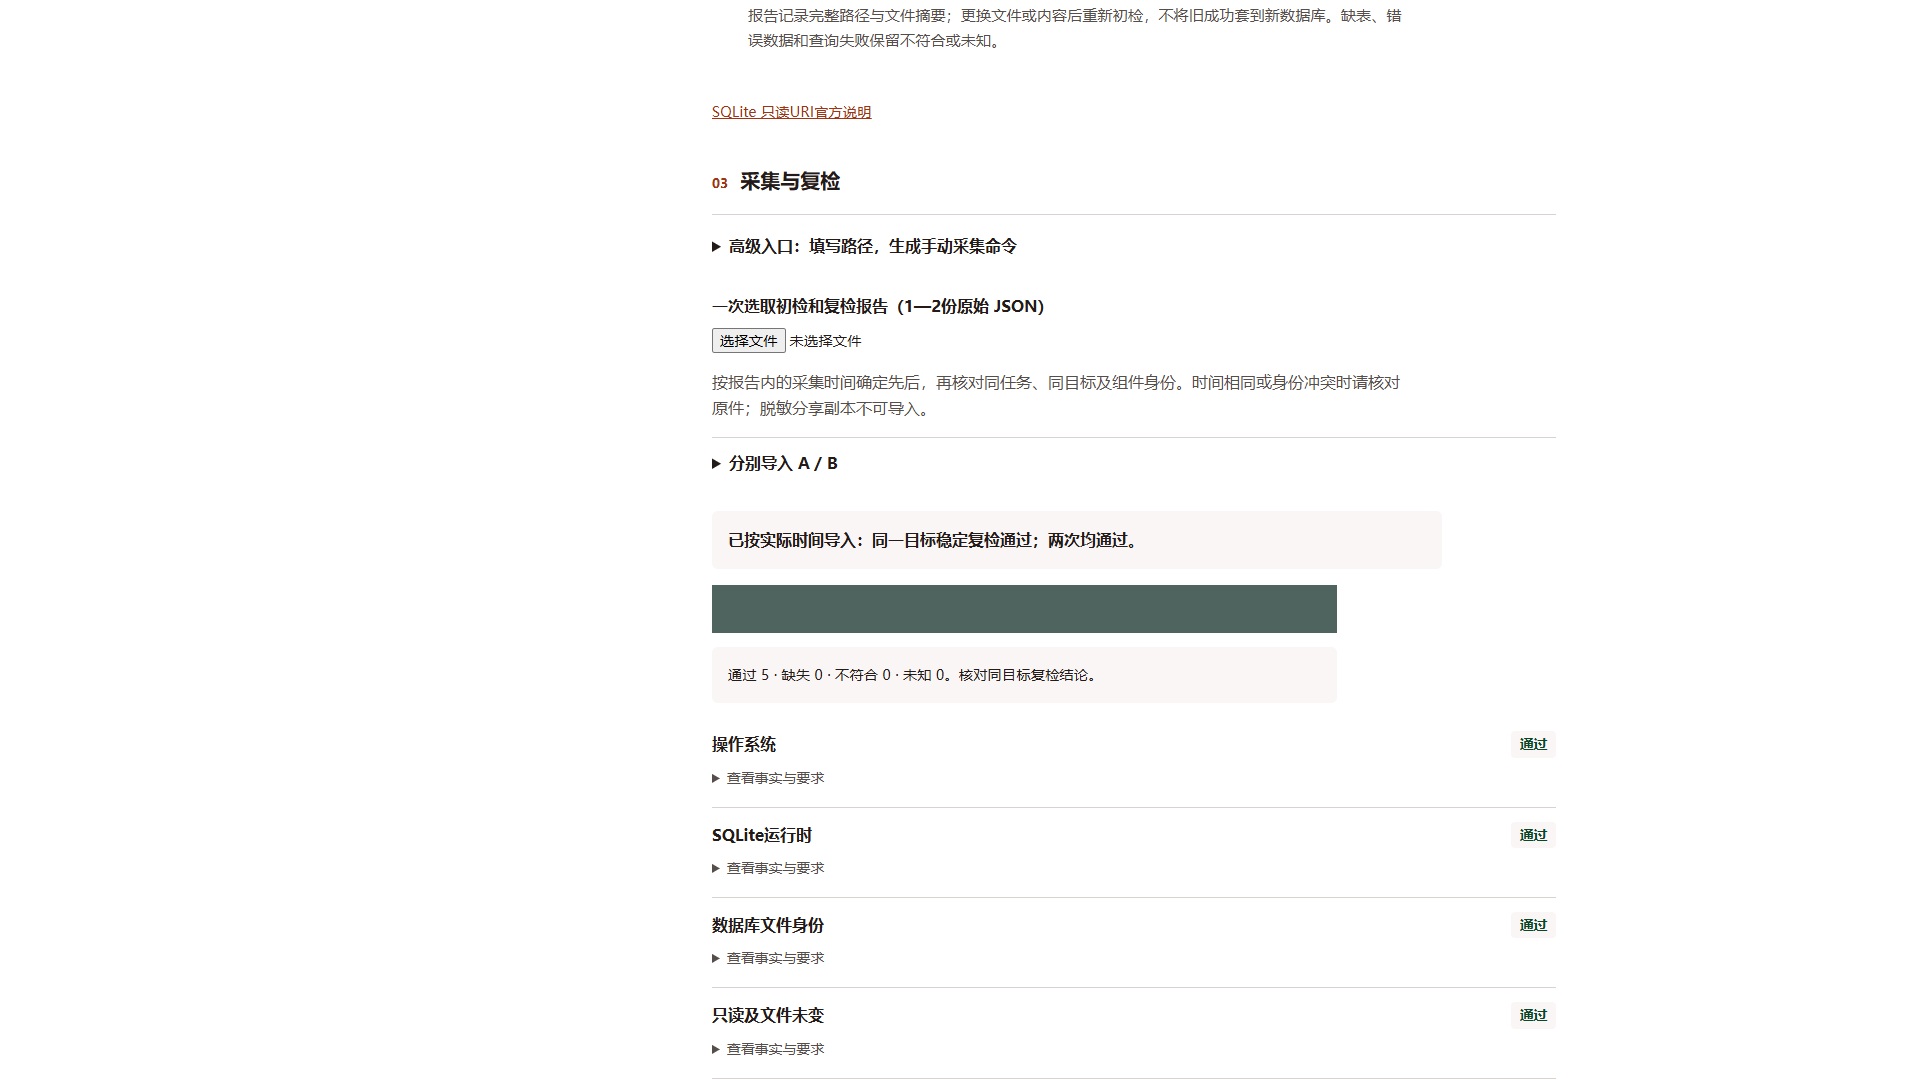 报告记录完整路径与文件摘要；更换文件或内容后重新初检，不将旧成功套到新数据库。缺表、错
误数据和查询失败保留不符合或未知。
SQLite 只读URI官方说明
03 采集与复检
▶ 高级入口：填写路径，生成手动采集命令
一次选取初检和复检报告（1—2份原始 JSON）
选择文件 未选择文件
按报告内的采集时间确定先后，再核对同任务、同目标及组件身份。时间相同或身份冲突时请核对
原件；脱敏分享副本不可导入。
▶ 分别导入 A / B
已按实际时间导入：同一目标稳定复检通过；两次均通过。
通过 5 · 缺失 0 · 不符合 0 · 未知 0。核对同目标复检结论。
操作系统 通过
▶ 查看事实与要求
SQLite运行时 通过
▶ 查看事实与要求
数据库文件身份 通过
▶ 查看事实与要求
只读及文件未变 通过
▶ 查看事实与要求